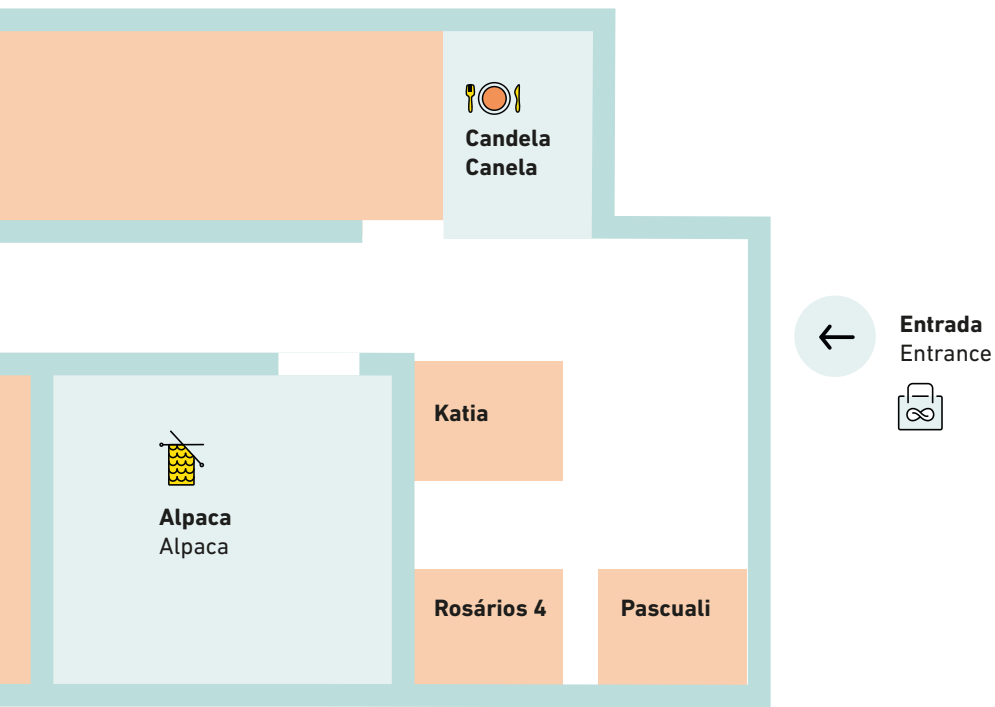 Candela
Canela
Entrada
Entrance
Katia
Alpaca
Alpaca
Rosários 4
Pascuali